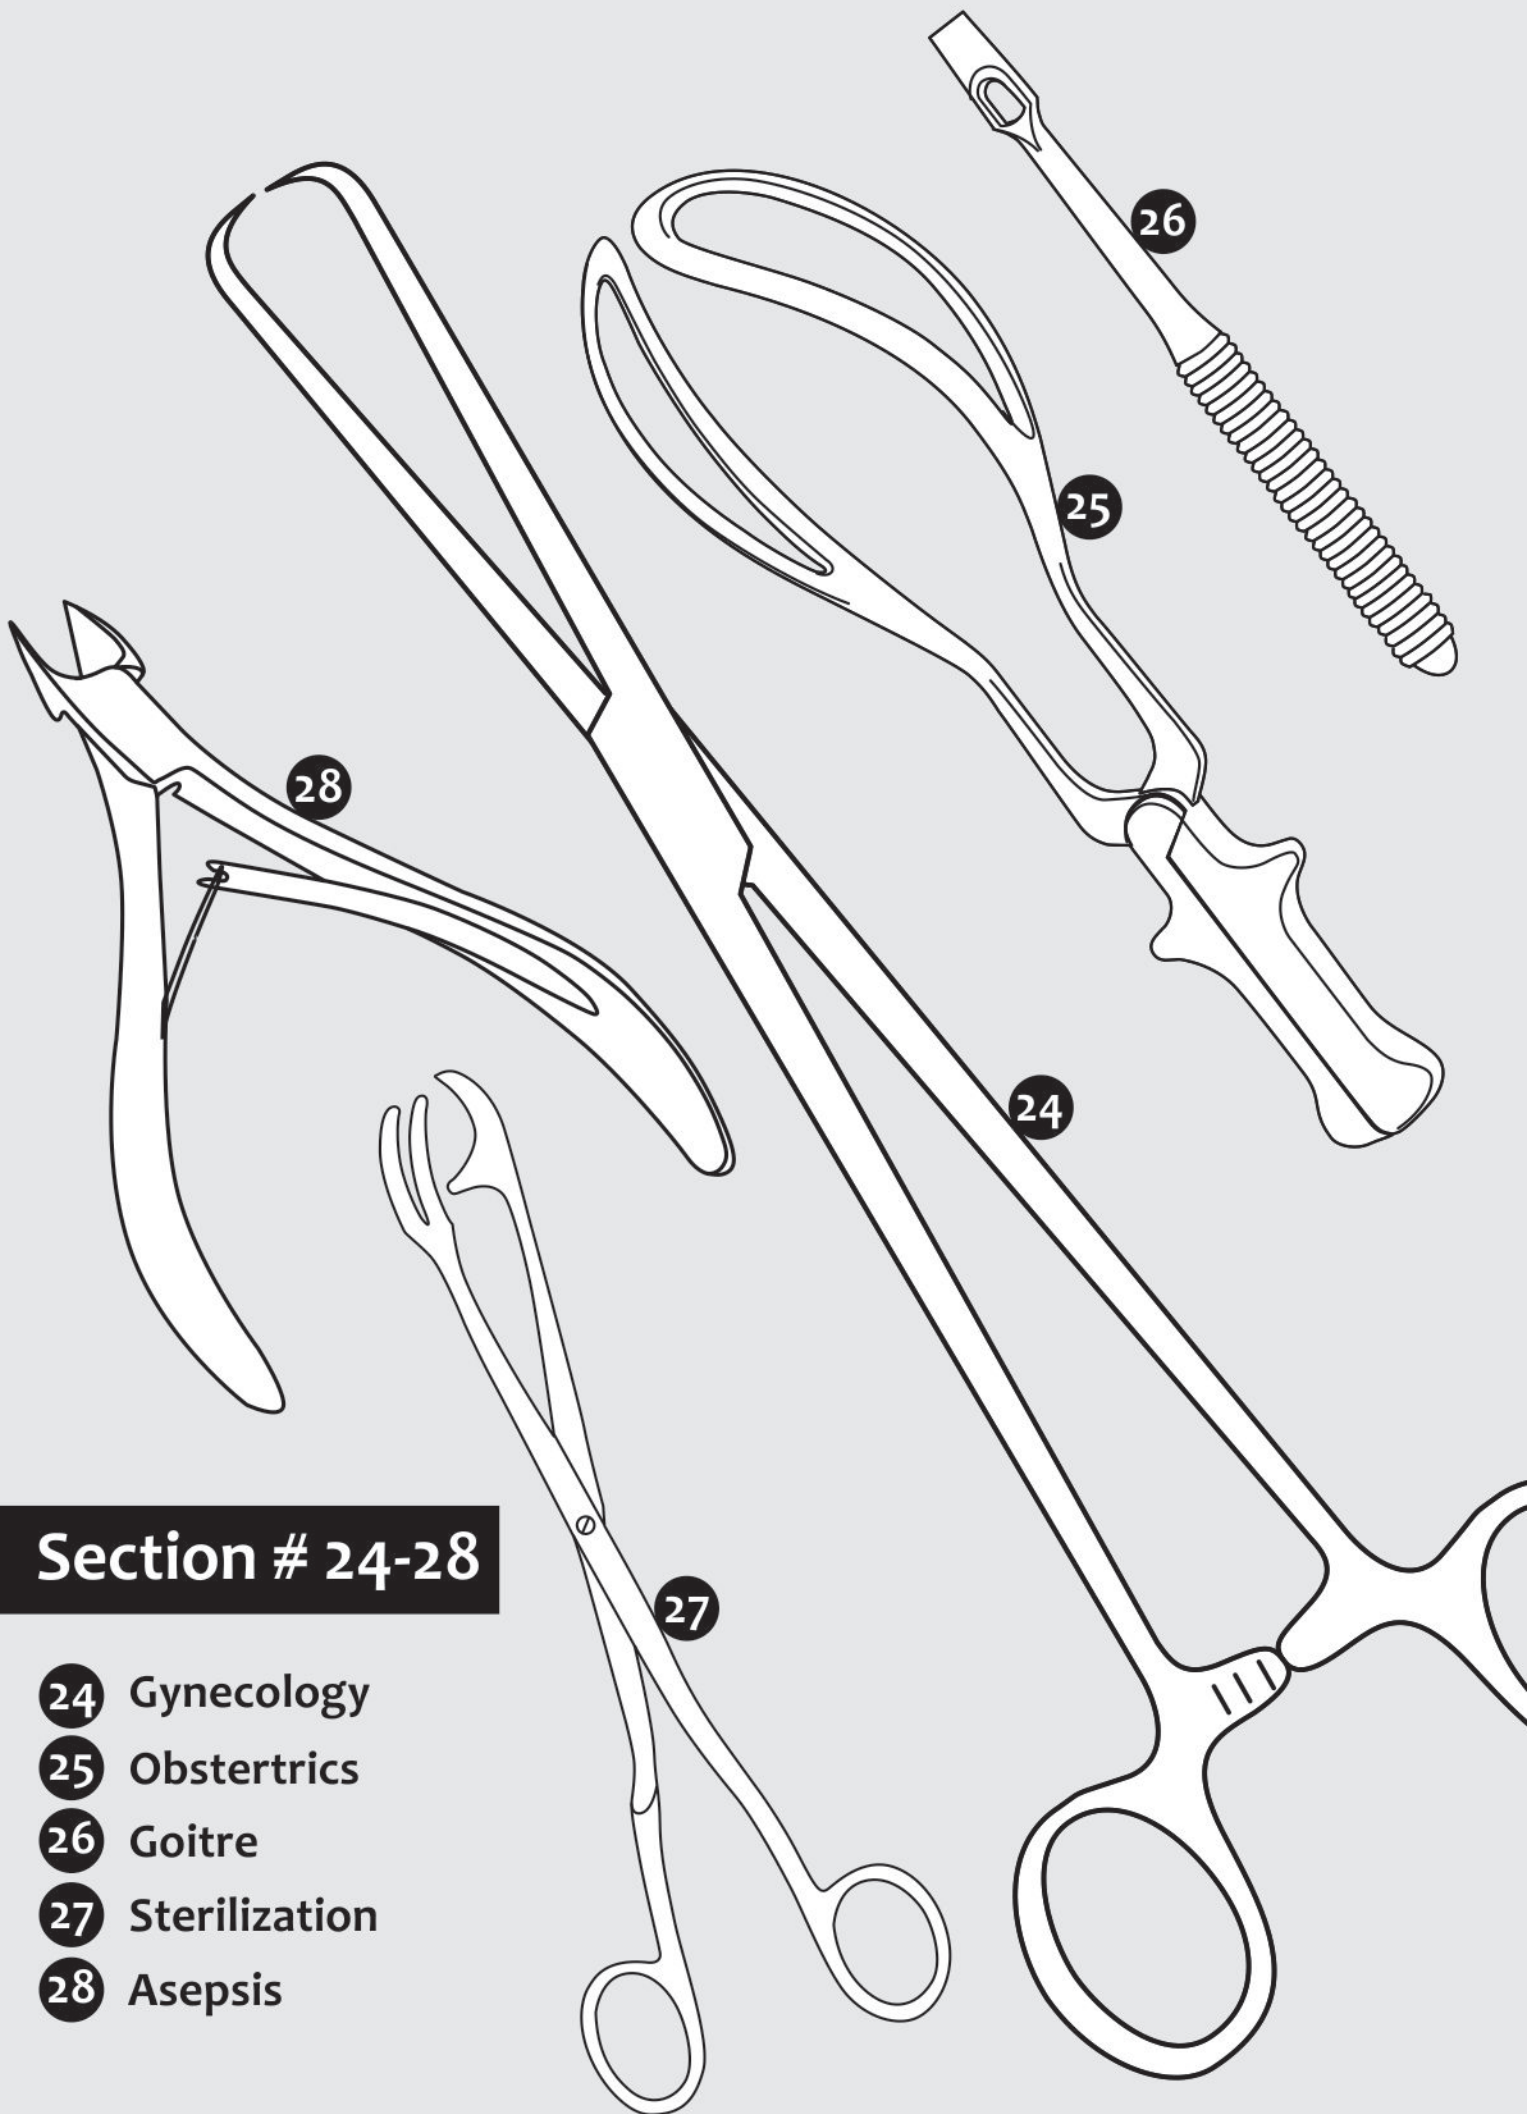 26
25
28
24
Section # 24-28
27
24 Gynecology
25 Obstertrics
26 Goitre
27 Sterilization
28 Asepsis